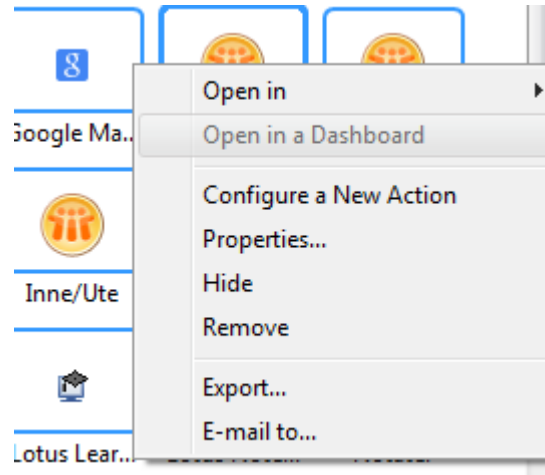 8
Google Ma...
Open in
Open in a Dashboard
Configure a New Action
Properties...
Hide
Inne/Ute
Remove
Export...
E-mail to...
Lotus Lear...